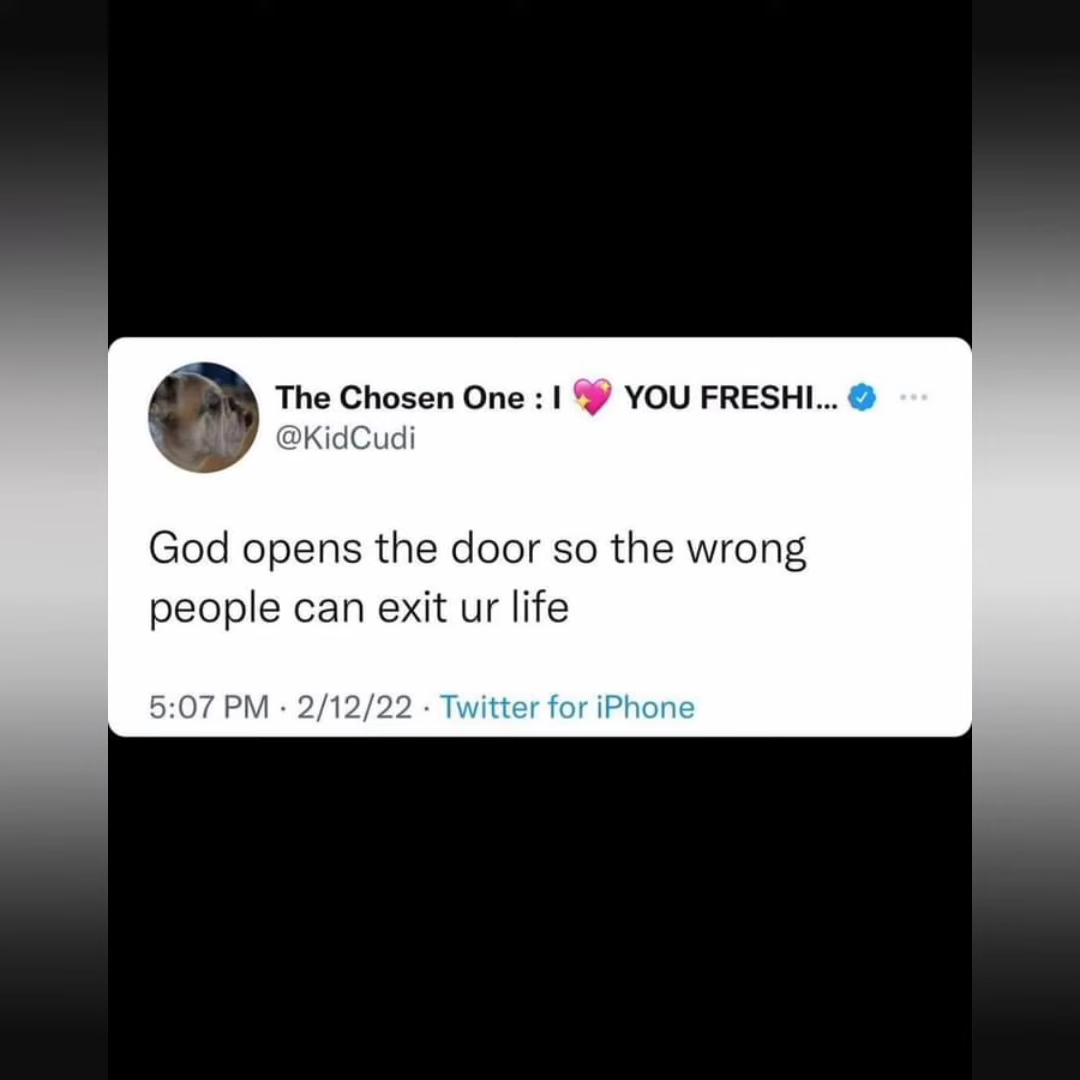 The Chosen One : I 💖 YOU FRESHI...
@KidCudi
God opens the door so the wrong
people can exit ur life
5:07 PM · 2/12/22 · Twitter for iPhone